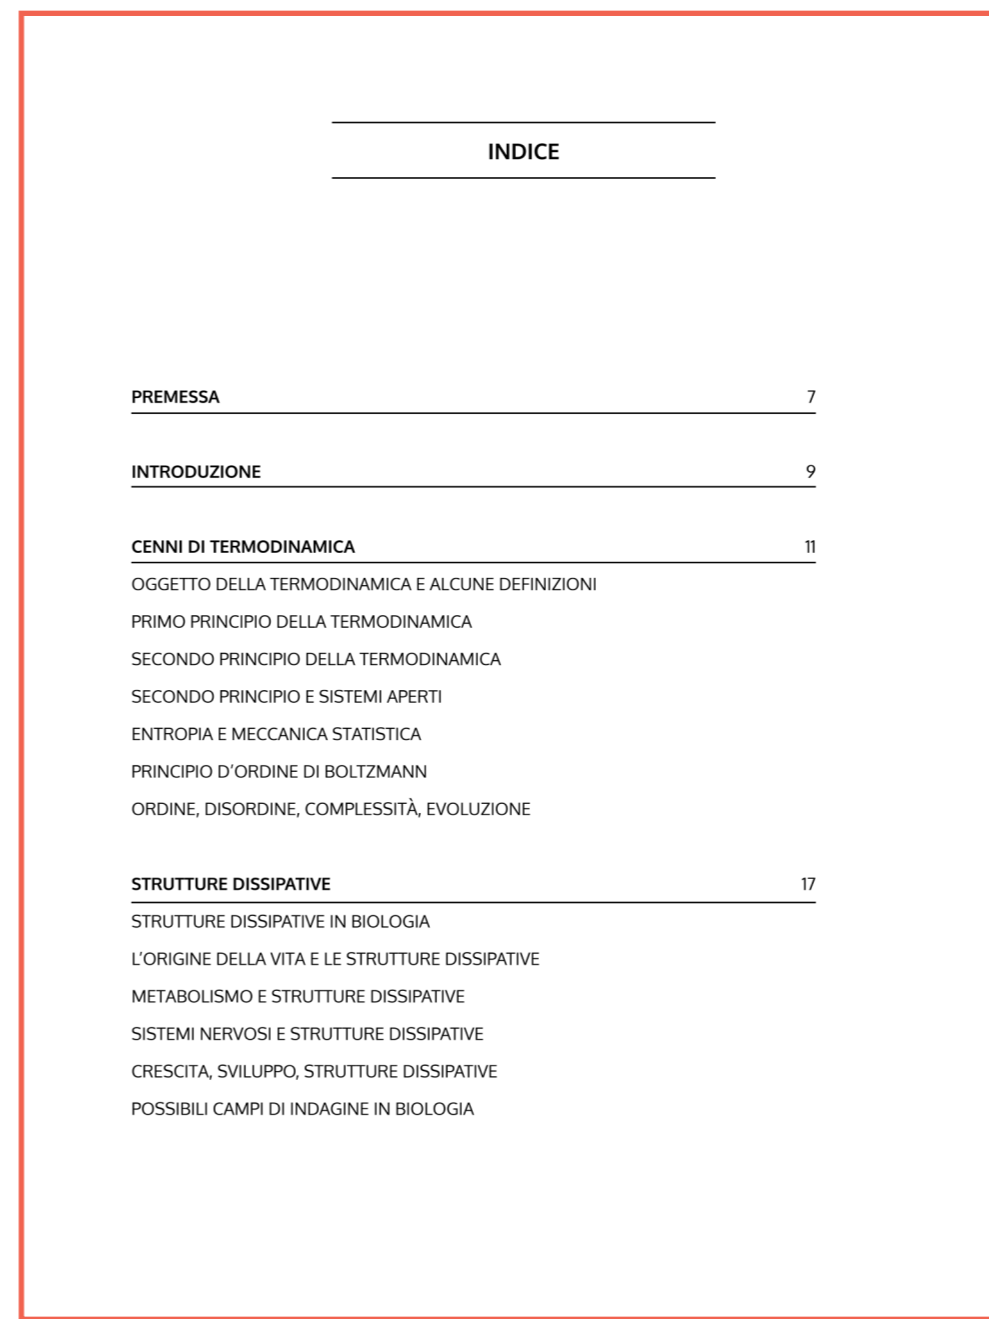 INDICE
PREMESSA 7
INTRODUZIONE 9
CENNI DI TERMODINAMICA 11
OGGETTO DELLA TERMODINAMICA E ALCUNE DEFINIZIONI
PRIMO PRINCIPIO DELLA TERMODINAMICA
SECONDO PRINCIPIO DELLA TERMODINAMICA
SECONDO PRINCIPIO E SISTEMI APERTI
ENTROPIA E MECCANICA STATISTICA
PRINCIPIO D’ORDINE DI BOLTZMANN
ORDINE, DISORDINE, COMPLESSITÀ, EVOLUZIONE
STRUTTURE DISSIPATIVE 17
STRUTTURE DISSIPATIVE IN BIOLOGIA
L’ORIGINE DELLA VITA E LE STRUTTURE DISSIPATIVE
METABOLISMO E STRUTTURE DISSIPATIVE
SISTEMI NERVOSI E STRUTTURE DISSIPATIVE
CRESCITA, SVILUPPO, STRUTTURE DISSIPATIVE
POSSIBILI CAMPI DI INDAGINE IN BIOLOGIA